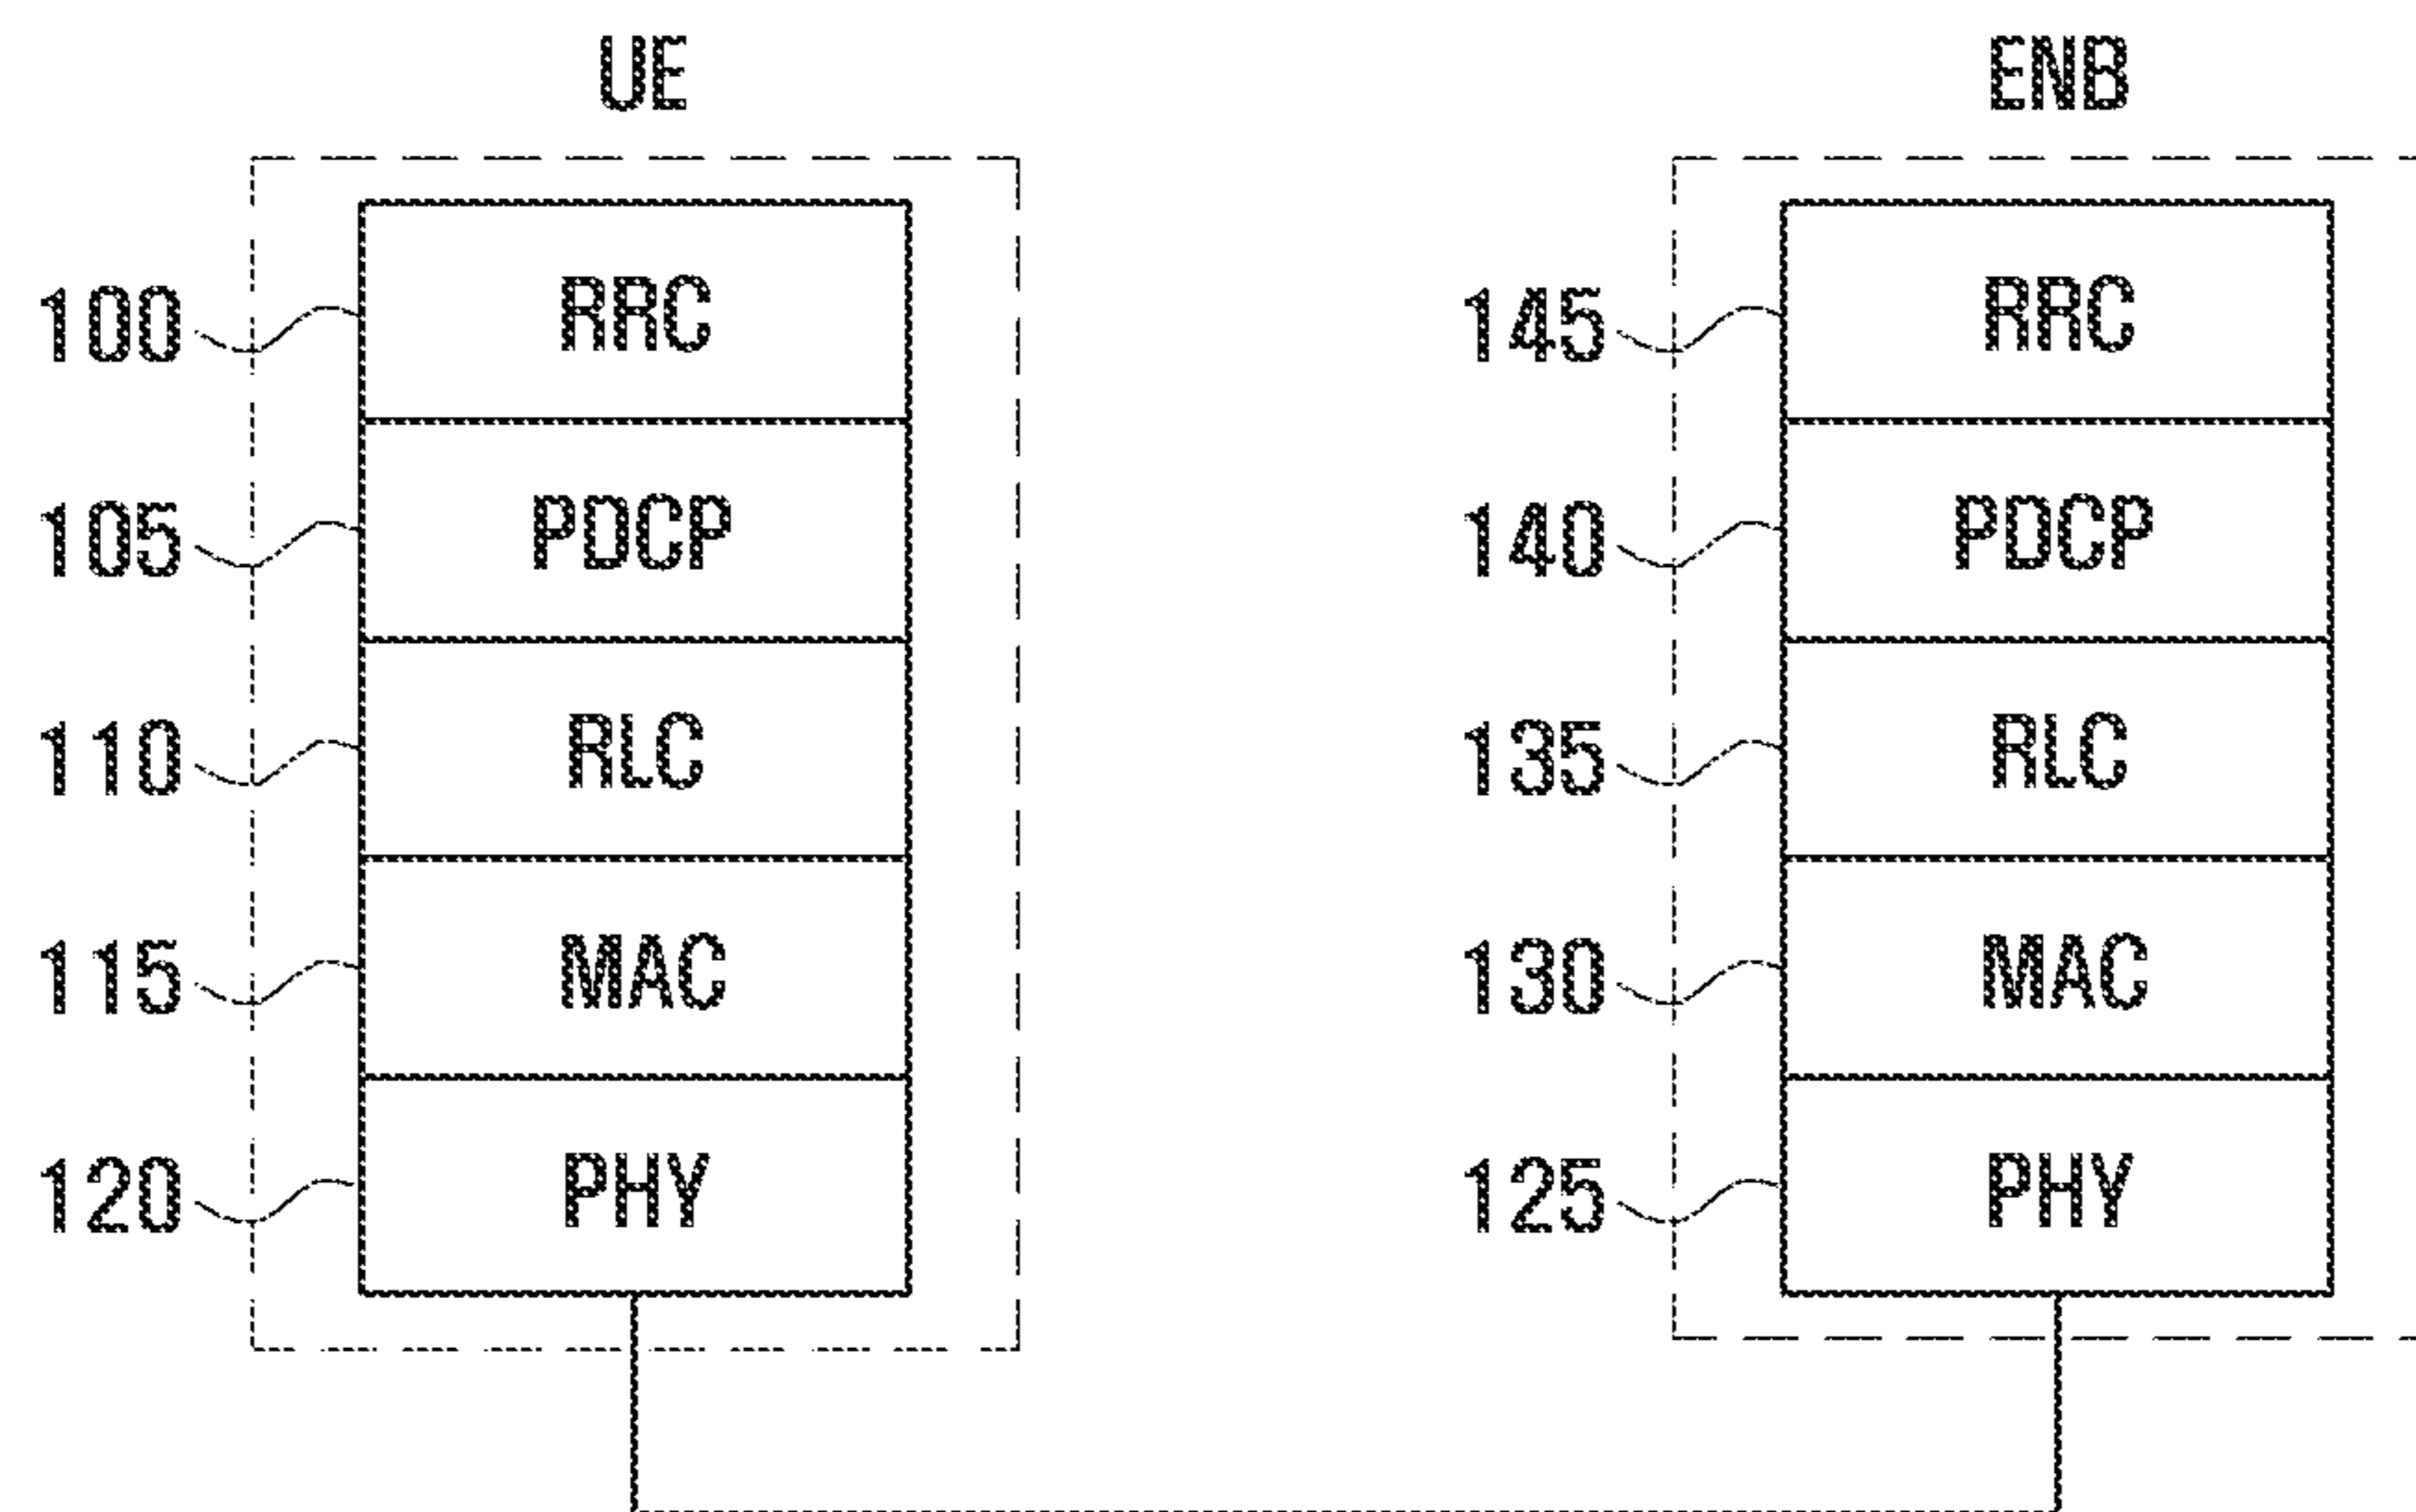 UE ENB
100 RRC 145 RRC
105 PDCP 140 PDCP
110 RLC 135 RLC
115 MAC 130 MAC
120 PHY 125 PHY